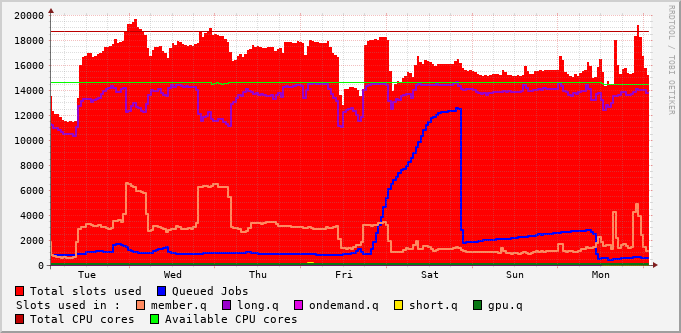 RRDTOOL / TOBI OETIKER
20000
18000
16000
14000
12000
10000
8000
6000
4000
2000
0
Tue Wed Thu Fri Sat Sun Mon
Total slots used Queued Jobs
Slots used in : member.q long.q ondemand.q short.q gpu.q
Total CPU cores Available CPU cores